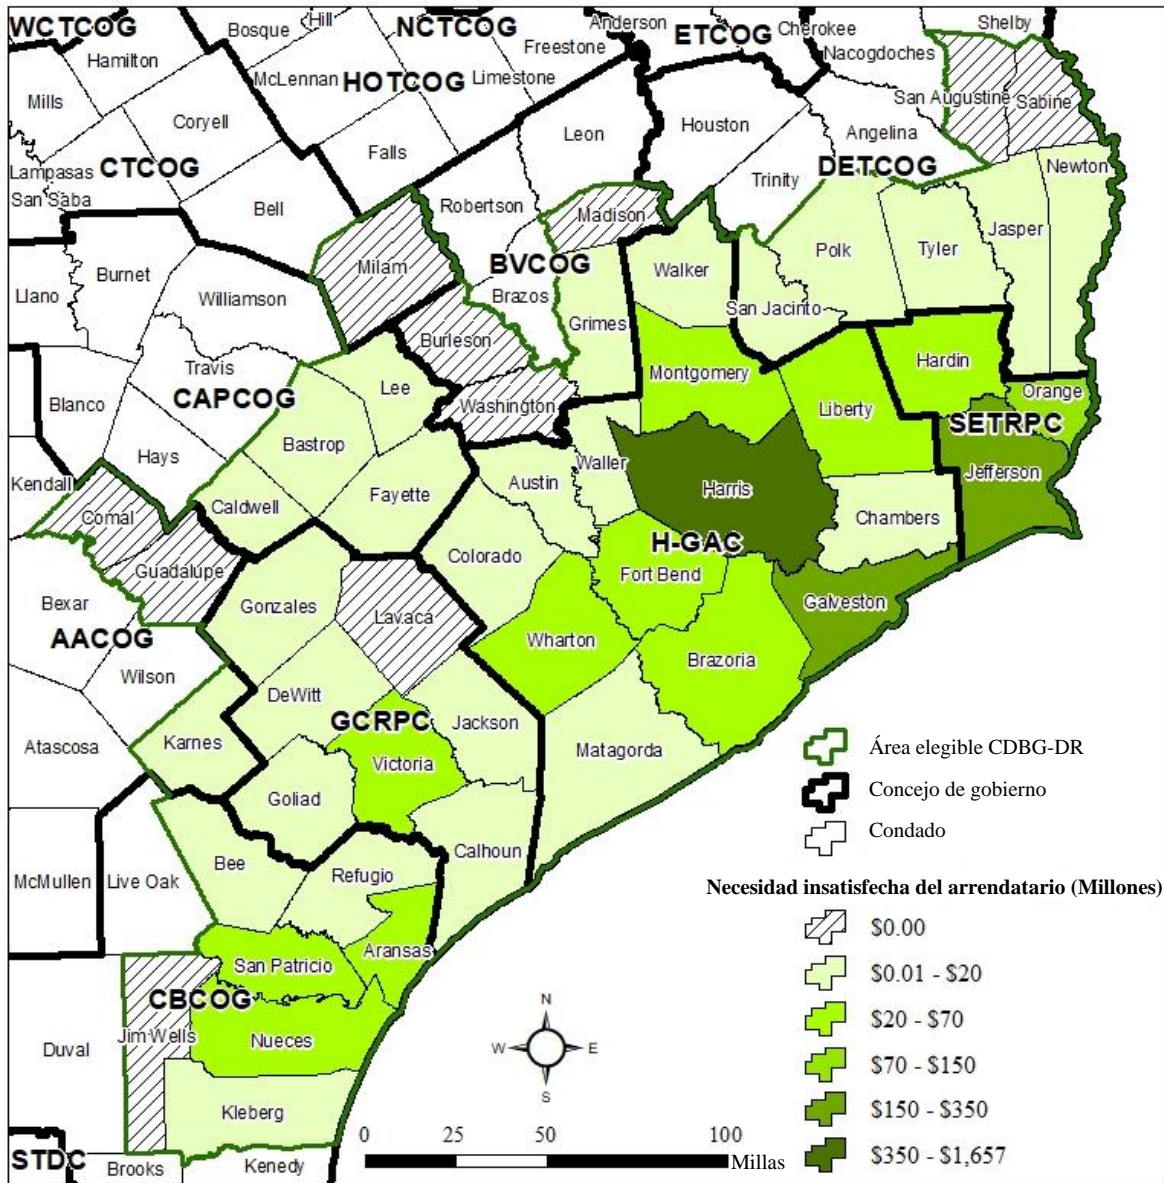 WCTCOG
Bosque
Hill
NCTCOG
Anderson
ETCOG
Cherokee
Shelby
Hamilton
Freestone
Nacogdoches
McLennan
HOTCOG
Limestone
Mills
San Augustine
Sabine
Coryell
Leon
Houston
Angelina
Falls
Lampasas
CTCOG
Trinity
DETCOG
Newton
San Saba
Bell
Robertson
Madison
Jasper
Polk
Tyler
Milam
BVCOG
Walker
Burnet
Llano
Williamson
Brazos
San Jacinto
Grimes
Burleson
Hardin
Travis
Montgomery
Lee
Orange
CAPCOG
Blanco
Washington
Liberty
SETRPC
Bastrop
Hays
Waller
Jefferson
Kendall
Austin
Harris
Fayette
Caldwell
Comal
Chambers
H-GAC
Colorado
Guadalupe
Fort Bend
Bexar
Gonzales
Galveston
Lavaca
AACOG
Wharton
Brazoria
Wilson
DeWitt
GCRPC
Jackson
Karnes
Atascosa
Matagorda
Victoria
Goliad
Calhoun
Bee
Refugio
McMullen
Live Oak
Aransas
San Patricio
CBCOG
Jim Wells
Nueces
Duval
Kleberg
STDC
Brooks
Kenedy
Área elegible CDBG-DR
Concejo de gobierno
Condado
Necesidad insatisfecha del arrendatario (Millones)
$0.00
$0.01 - $20
$20 - $70
$70 - $150
$150 - $350
$350 - $1,657
N
W
E
S
0 25 50 100
Millas